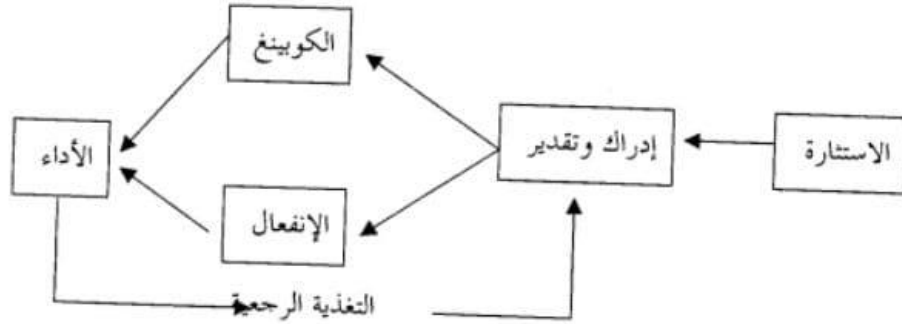 الكوبينغ
الاستثارة
إدراك وتقدير
الأداء
الإنفعال
التغذية الرجعية